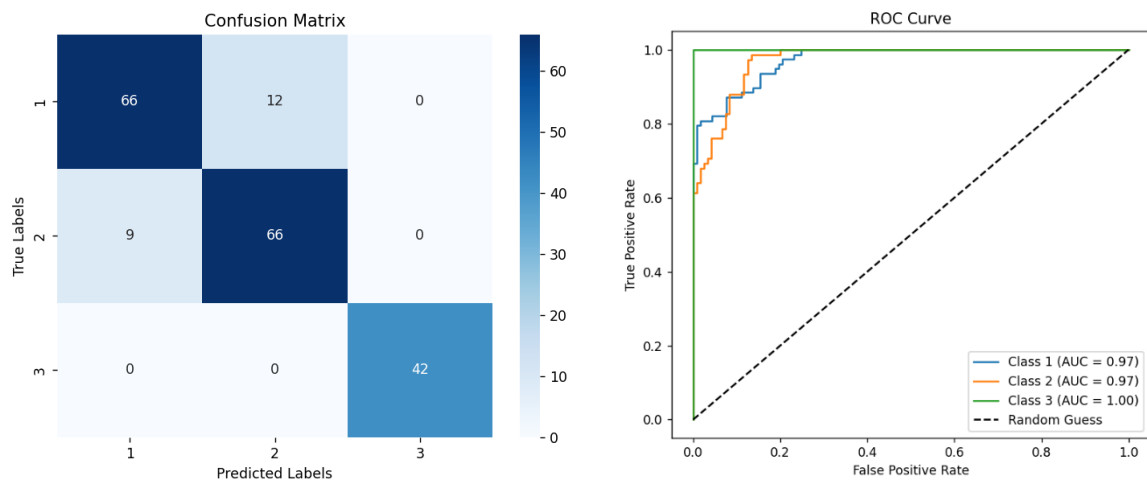 Confusion Matrix
True Labels
1
2
3
66 12 0
9 66 0
0 0 42
1 2 3
Predicted Labels
60
50
40
30
20
10
0
ROC Curve
True Positive Rate
1.0
0.8
0.6
0.4
0.2
0.0
Class 1 (AUC = 0.97)
Class 2 (AUC = 0.97)
Class 3 (AUC = 1.00)
Random Guess
0.0 0.2 0.4 0.6 0.8 1.0
False Positive Rate